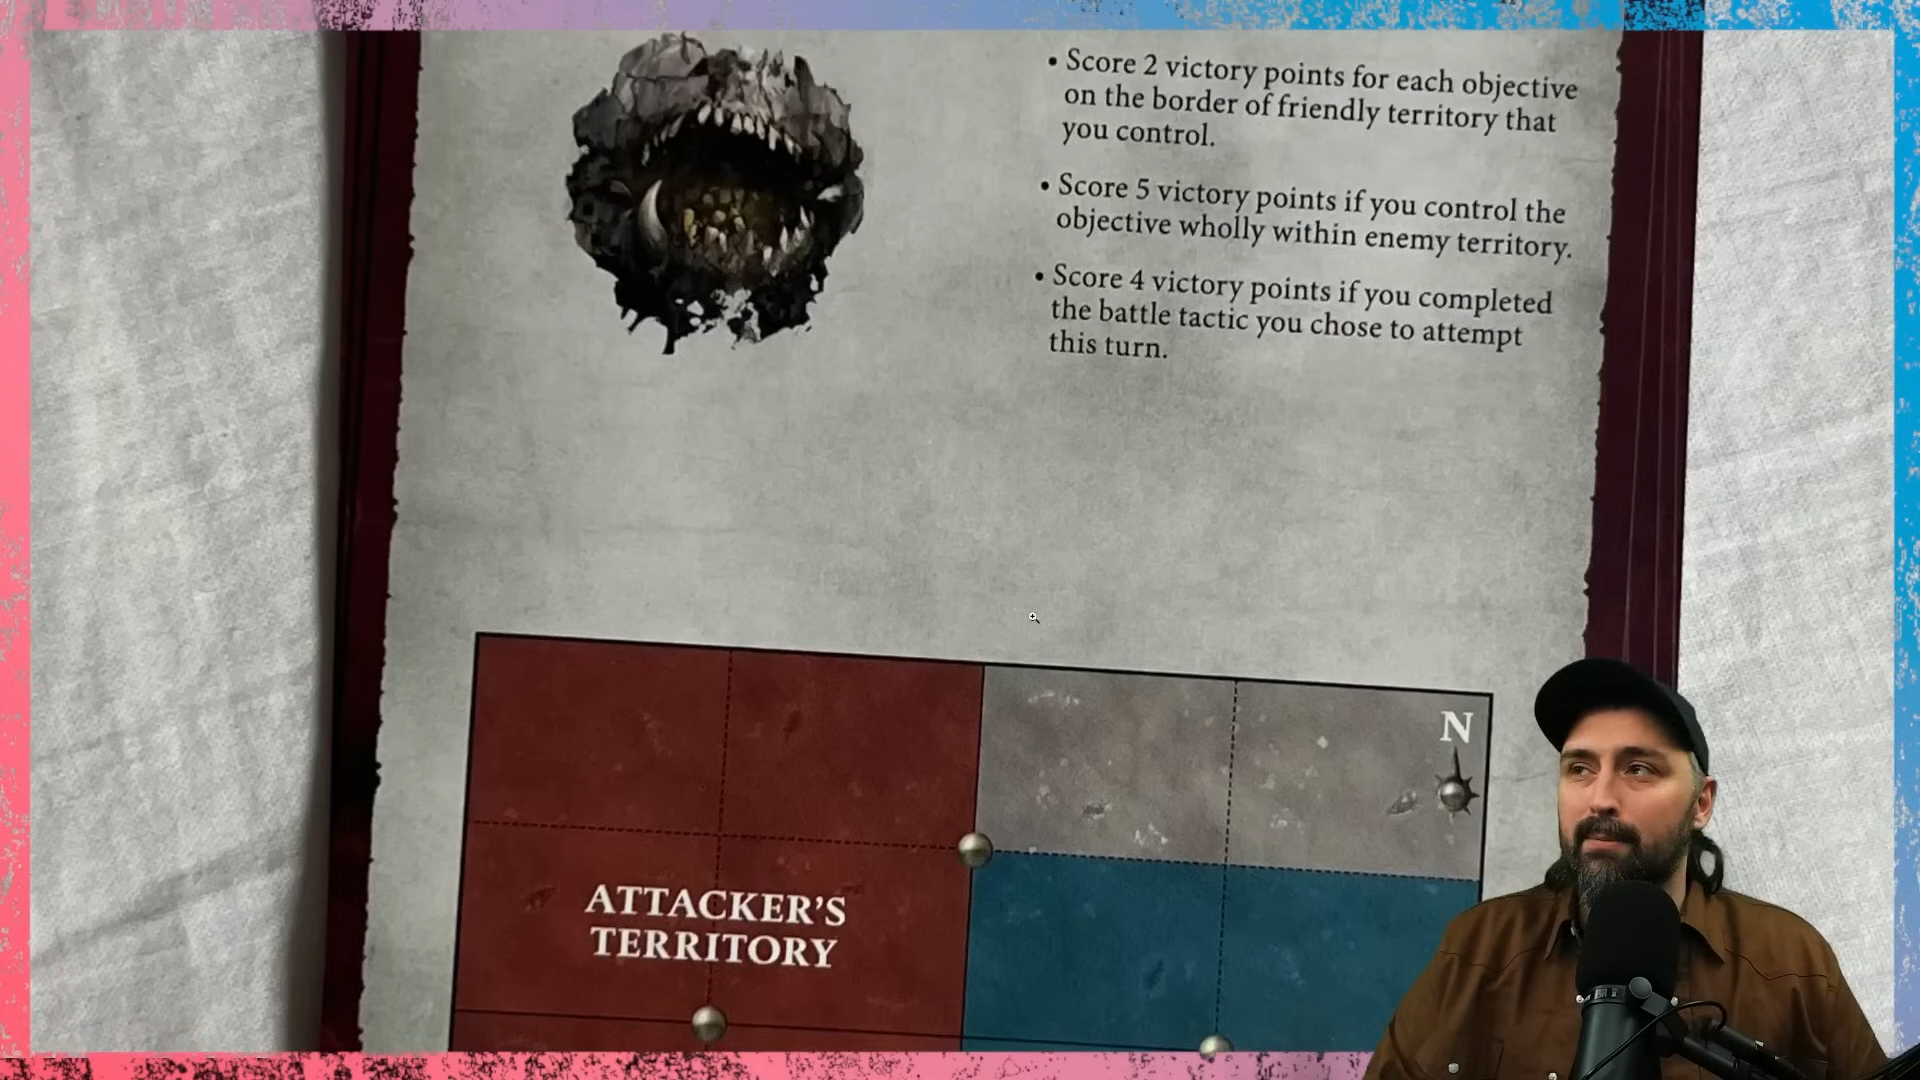 • Score 2 victory points for each objective
on the border of friendly territory that
you control.
• Score 5 victory points if you control the
objective wholly within enemy territory.
• Score 4 victory points if you completed
the battle tactic you chose to attempt
this turn.
N
ATTACKER'S
TERRITORY